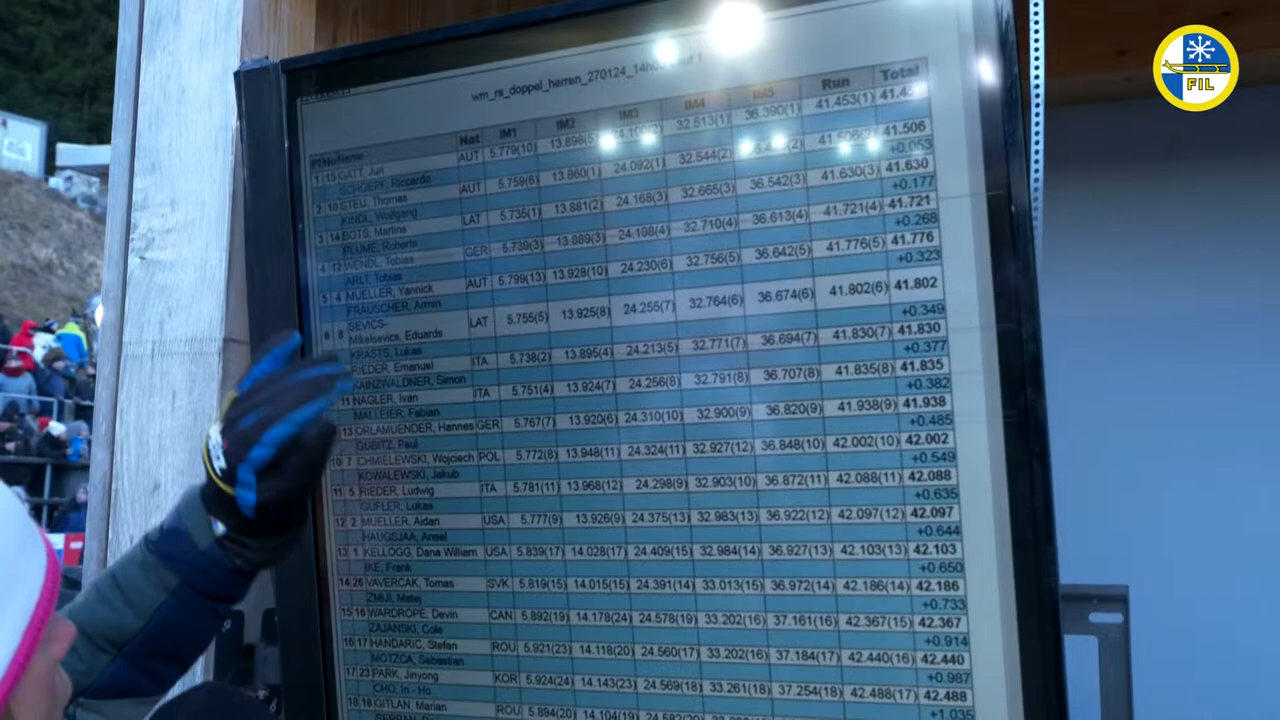 FIL
wm_rs_doppel_herren_270124_14h
Nat IM1 IM2 IM3 IM4 IM5 Run Total
1 15 GATT, Juri AUT 5.779(10) 32.513(1) 36.390(1) 41.453(1)
SCHOEPF, Riccardo
2 10 STEU, Thomas AUT 5.759(6) 13.860(1) 24.092(1) 32.544(2) 41.506
KINDL, Wolfgang +0.053
3 14 BOTS, Martins LAT 5.735(1) 13.881(2) 24.168(3) 32.665(3) 36.542(3) 41.630(3) 41.630
PLUME, Roberts +0.177
4 12 WENDL, Tobias GER 5.739(3) 13.889(3) 24.198(4) 32.710(4) 36.613(4) 41.721(4) 41.721
ARLT, Tobias +0.268
5 4 MUELLER, Yannick AUT 5.799(13) 13.928(10) 24.230(6) 32.756(5) 36.642(5) 41.776(5) 41.776
FRAUSCHER, Armin +0.323
6 8 SEVICS- LAT 5.755(5) 13.925(8) 24.255(7) 32.764(6) 36.674(6) 41.802(6) 41.802
Mikelsevics, Eduards
KRASTS, Lukas +0.349
RIEDER, Emanuel ITA 5.738(2) 13.895(4) 24.213(5) 32.771(7) 36.694(7) 41.830(7) 41.830
KAINZWALDNER, Simon +0.377
11 NAGLER, Ivan ITA 5.751(4) 13.924(7) 24.256(8) 32.791(8) 36.707(8) 41.835(8) 41.835
MALLEIER, Fabian +0.382
13 ORLAMUENDER, Hannes GER 5.767(7) 13.920(6) 24.310(10) 32.900(9) 36.820(9) 41.938(9) 41.938
GUBITZ, Paul +0.485
10 7 CHMIELEWSKI, Wojciech POL 5.772(8) 13.948(11) 24.324(11) 32.927(12) 36.848(10) 42.002(10) 42.002
KOWALEWSKI, Jakub +0.549
11 5 RIEDER, Ludwig ITA 5.781(11) 13.968(12) 24.298(9) 32.903(10) 36.872(11) 42.088(11) 42.088
GUFLER, Lukas +0.635
12 2 MUELLER, Aidan USA 5.777(9) 13.926(9) 24.375(13) 32.983(13) 36.922(12) 42.097(12) 42.097
HAUGSJAA, Ansel +0.644
13 1 KELLOGG, Dana William USA 5.839(17) 14.028(17) 24.409(15) 32.984(14) 36.927(13) 42.103(13) 42.103
IKE, Frank +0.650
14 26 VAVERCAK, Tomas SVK 5.819(15) 14.015(15) 24.391(14) 33.013(15) 36.972(14) 42.186(14) 42.186
ZMIJ, Matej +0.733
15 16 WARDROPE, Devin CAN 5.892(19) 14.178(24) 24.578(19) 33.202(16) 37.161(16) 42.367(15) 42.367
ZAJANSKI, Cole +0.914
16 17 HANDARIC, Stefan ROU 5.921(23) 14.118(20) 24.560(17) 33.202(16) 37.184(17) 42.440(16) 42.440
MOTZCA, Sebastian +0.987
17 23 PARK, Jinyong KOR 5.924(24) 14.143(23) 24.569(18) 33.261(18) 37.254(18) 42.488(17) 42.488
CHO, In - Ho +1.035
18 18 GITLAN, Marian ROU 5.894(20) 14.104(19)